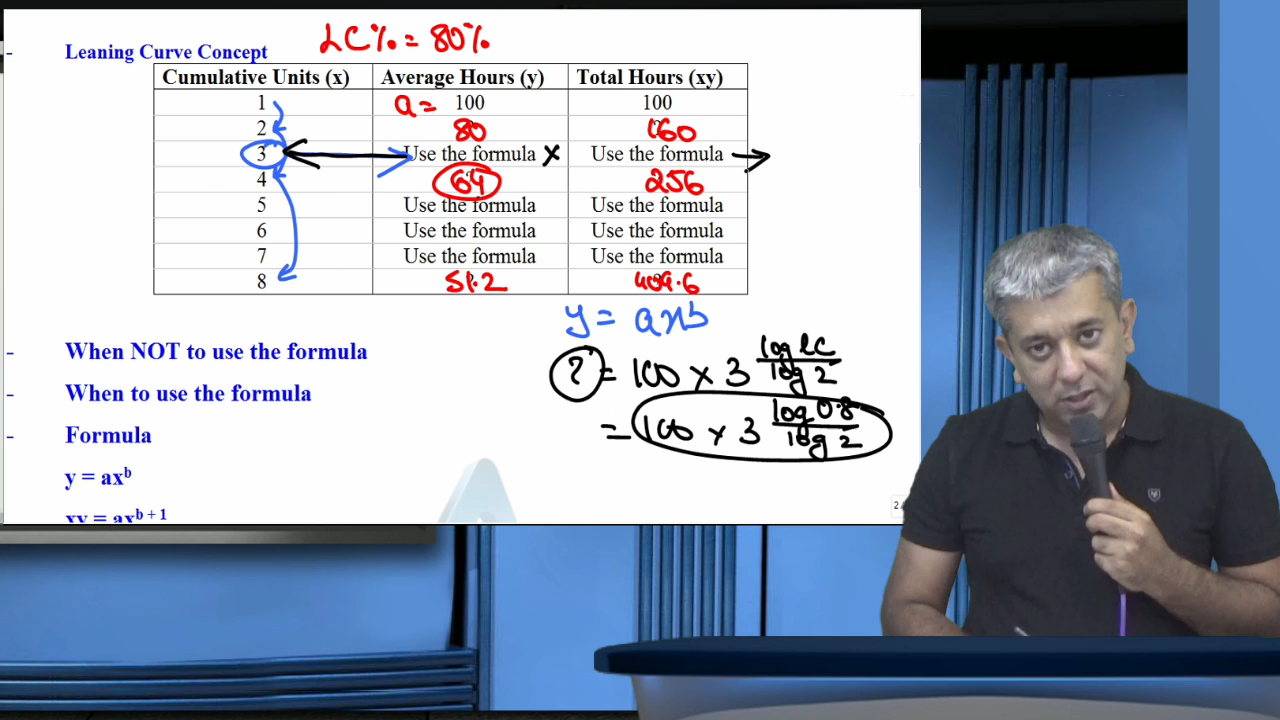 LC% = 80%
- Leaning Curve Concept
Cumulative Units (x) Average Hours (y) Total Hours (xy)
1 a = 100 100
2 80 160
3 Use the formula x Use the formula
4 64 256
5 Use the formula Use the formula
6 Use the formula Use the formula
7 Use the formula Use the formula
8 51.2 409.6
y = axb
- When NOT to use the formula
? = 100 × 3 log LC / log 2
- When to use the formula
= 100 × 3 log 0.8 / log 2
- Formula
y = axᵇ
xy = axᵇ⁺¹